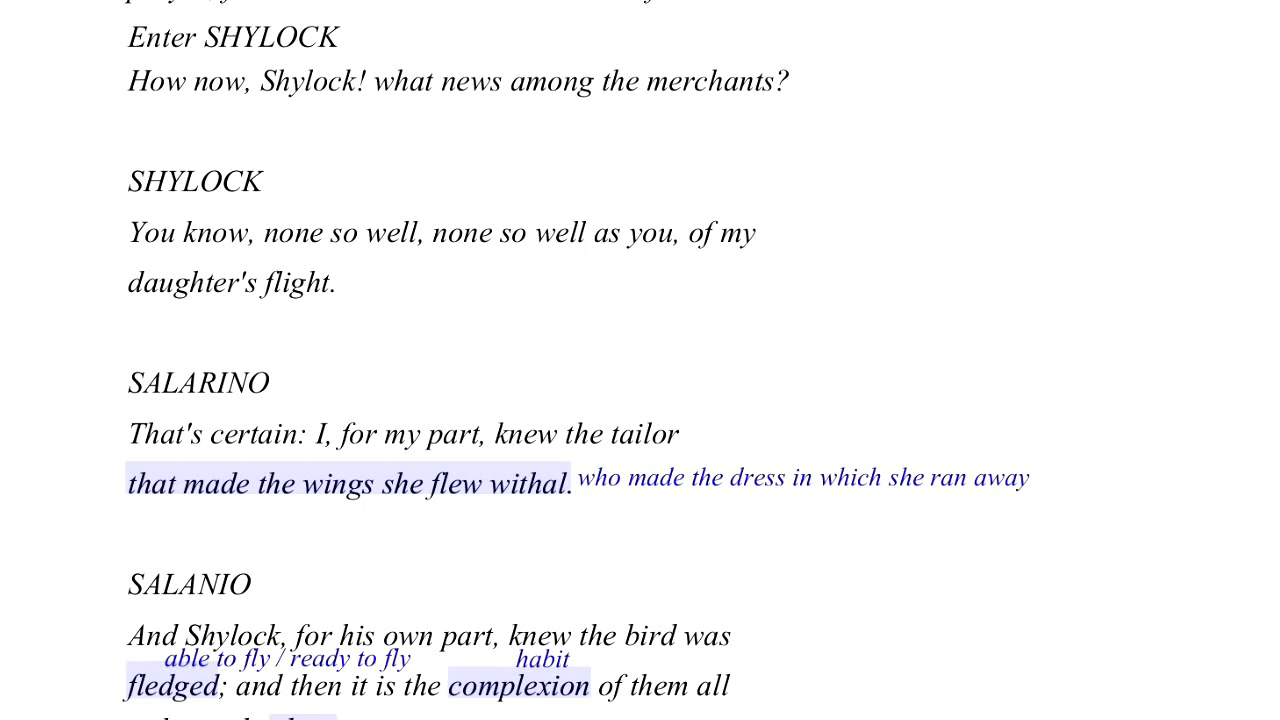 Enter SHYLOCK
How now, Shylock! what news among the merchants?
SHYLOCK
You know, none so well, none so well as you, of my
daughter's flight.
SALARINO
That's certain: I, for my part, knew the tailor
that made the wings she flew withal. who made the dress in which she ran away
SALANIO
And Shylock, for his own part, knew the bird was
able to fly / ready to fly habit
fledged; and then it is the complexion of them all